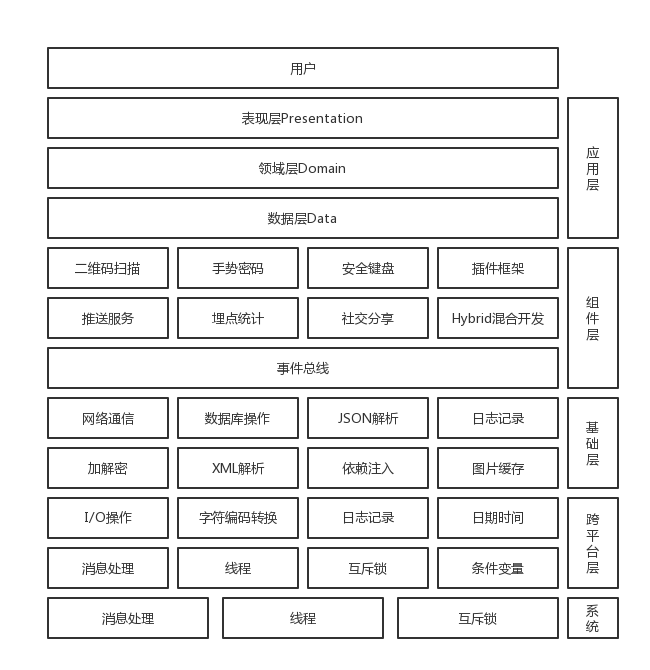 用户
表现层Presentation
领域层Domain
数据层Data
应用层
二维码扫描 手势密码 安全键盘 插件框架
推送服务 埋点统计 社交分享 Hybrid混合开发
事件总线
组件层
网络通信 数据库操作 JSON解析 日志记录
加解密 XML解析 依赖注入 图片缓存
基础层
I/O操作 字符编码转换 日志记录 日期时间
消息处理 线程 互斥锁 条件变量
跨平台层
消息处理 线程 互斥锁
系统